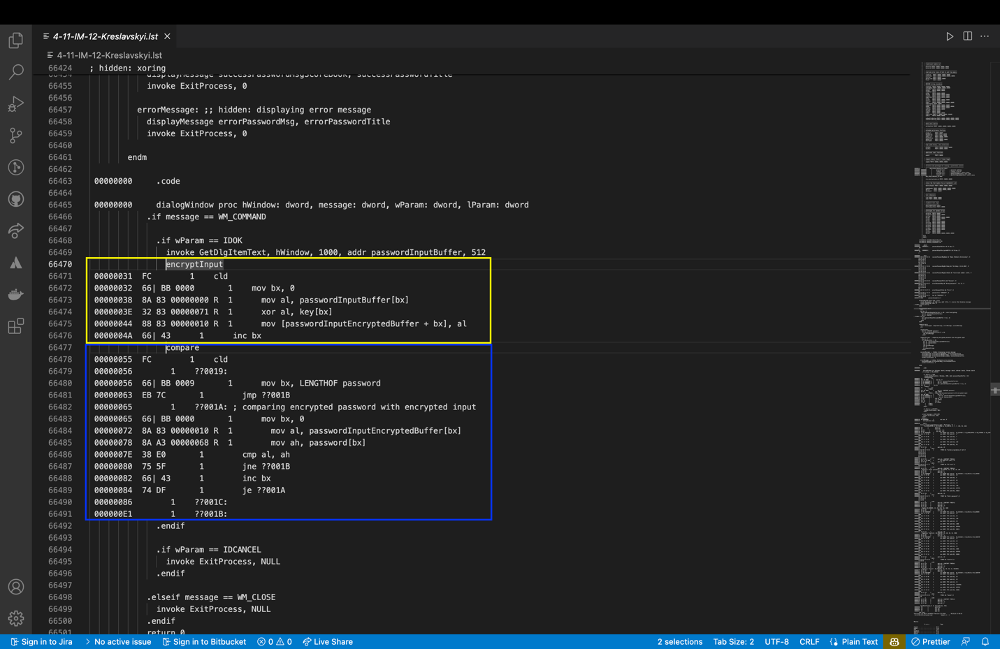 4-11-IM-12-Kreslavskyi.lst
4-11-IM-12-Kreslavskyi.lst
66424 ; hidden: xoring
66454 displayMessage successPasswordMsgScoreBook, successPasswordTitle
66455 invoke ExitProcess, 0
66456
66457 errorMessage: ;; hidden: displaying error message
66458 displayMessage errorPasswordMsg, errorPasswordTitle
66459 invoke ExitProcess, 0
66460
66461 endm
66462
66463 00000000 .code
66464
66465 00000000 dialogWindow proc hWindow: dword, message: dword, wParam: dword, lParam: dword
66466 .if message == WM_COMMAND
66467
66468 .if wParam == IDOK
66469 invoke GetDlgItemText, hWindow, 1000, addr passwordInputBuffer, 512
66470 encryptInput
66471 00000031 FC 1 cld
66472 00000032 66| BB 0000 1 mov bx, 0
66473 00000038 8A 83 00000000 R 1 mov al, passwordInputBuffer[bx]
66474 0000003E 32 83 00000071 R 1 xor al, key[bx]
66475 00000044 88 83 00000010 R 1 mov [passwordInputEncryptedBuffer + bx], al
66476 0000004A 66| 43 1 inc bx
66477 compare
66478 00000055 FC 1 cld
66479 00000056 1 ??0019:
66480 00000056 66| BB 0009 1 mov bx, LENGTHOF password
66481 00000063 EB 7C 1 jmp ??001B
66482 00000065 1 ??001A: ; comparing encrypted password with encrypted input
66483 00000065 66| BB 0000 1 mov bx, 0
66484 00000072 8A 83 00000010 R 1 mov al, passwordInputEncryptedBuffer[bx]
66485 00000078 8A A3 00000068 R 1 mov ah, password[bx]
66486 0000007E 38 E0 1 cmp al, ah
66487 00000080 75 5F 1 jne ??001B
66488 00000082 66| 43 1 inc bx
66489 00000084 74 DF 1 je ??001A
66490 00000086 1 ??001C:
66491 000000E1 1 ??001B:
66492 .endif
66493
66494 .if wParam == IDCANCEL
66495 invoke ExitProcess, NULL
66496 .endif
66497
66498 .elseif message == WM_CLOSE
66499 invoke ExitProcess, NULL
66500 .endif
66501 return 0
Sign in to Jira No active issue Sign in to Bitbucket 0 0 Live Share 2 selections Tab Size: 2 UTF-8 CRLF Plain Text Prettier